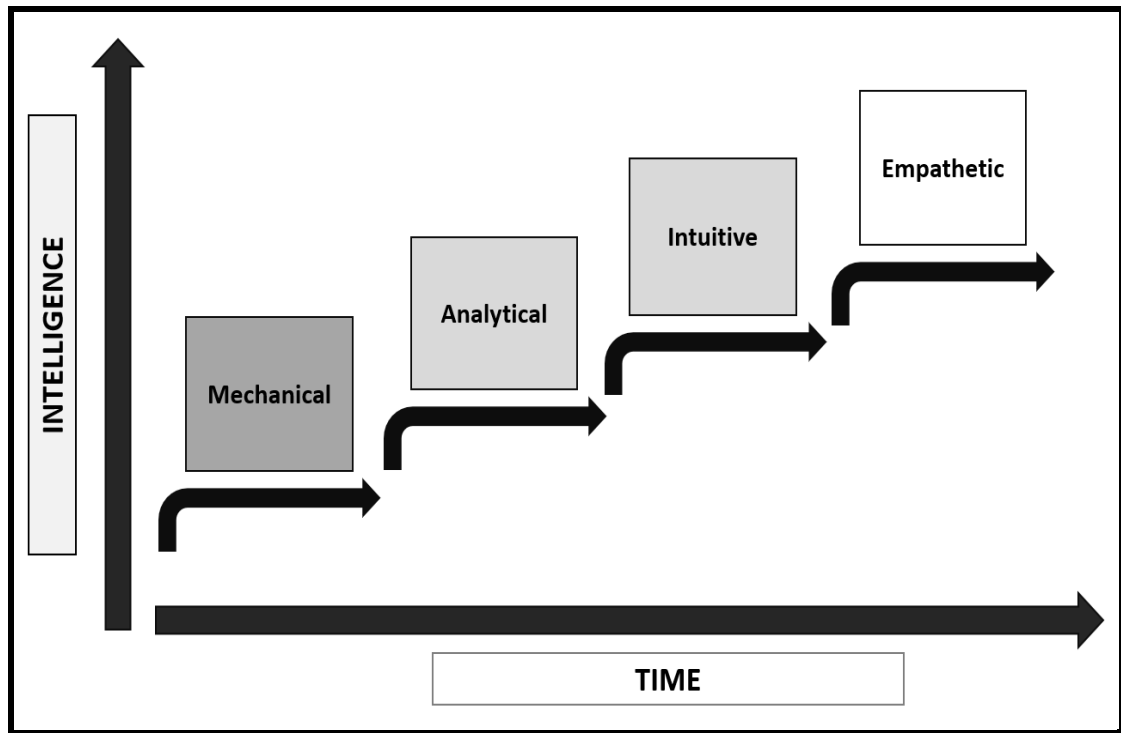 INTELLIGENCE
Mechanical
Analytical
Intuitive
Empathetic
TIME